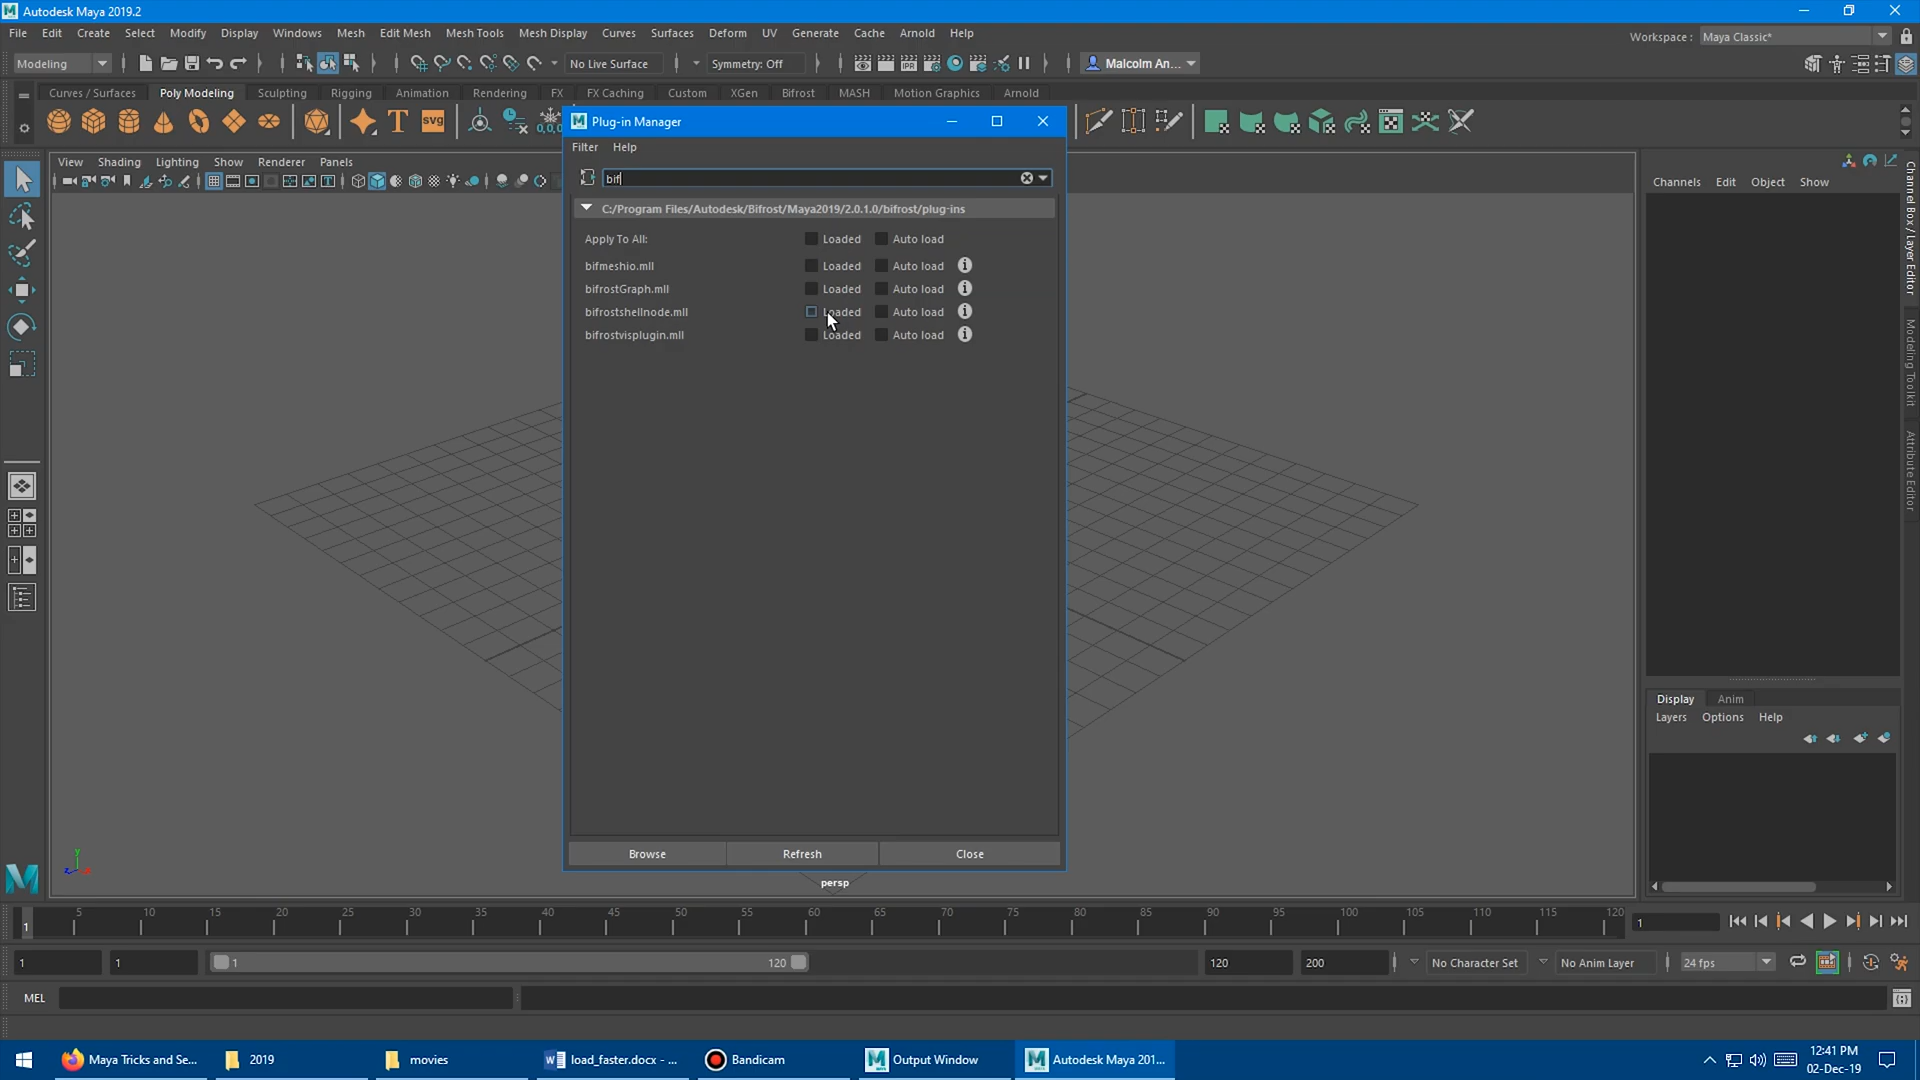 Autodesk Maya 2019.2
File Edit Create Select Modify Display Windows Mesh Edit Mesh Mesh Tools Mesh Display Curves Surfaces Deform UV Generate Cache Arnold Help
Workspace : Maya Classic*
Modeling No Live Surface Symmetry: Off Malcolm An...
Curves / Surfaces Poly Modeling Sculpting Rigging Animation Rendering FX FX Caching Custom XGen Bifrost MASH Motion Graphics Arnold
View Shading Lighting Show Renderer Panels
Plug-in Manager
Filter Help
bif
C:/Program Files/Autodesk/Bifrost/Maya2019/2.0.1.0/bifrost/plug-ins
Apply To All: Loaded Auto load
bifmeshio.mll Loaded Auto load
bifrostGraph.mll Loaded Auto load
bifrostshellnode.mll Loaded Auto load
bifrostvisplugin.mll Loaded Auto load
Browse Refresh Close
persp
Channels Edit Object Show
Channel Box / Layer Editor
Modeling Toolkit
Attribute Editor
Display Anim
Layers Options Help
5 10 15 20 25 30 35 40 45 50 55 60 65 70 75 80 85 90 95 100 105 110 115 120
1 1
1 1 1 120 120 200 No Character Set No Anim Layer 24 fps
MEL
Maya Tricks and Se... 2019 movies load_faster.docx - ... Bandicam Output Window Autodesk Maya 201...
12:41 PM
02-Dec-19